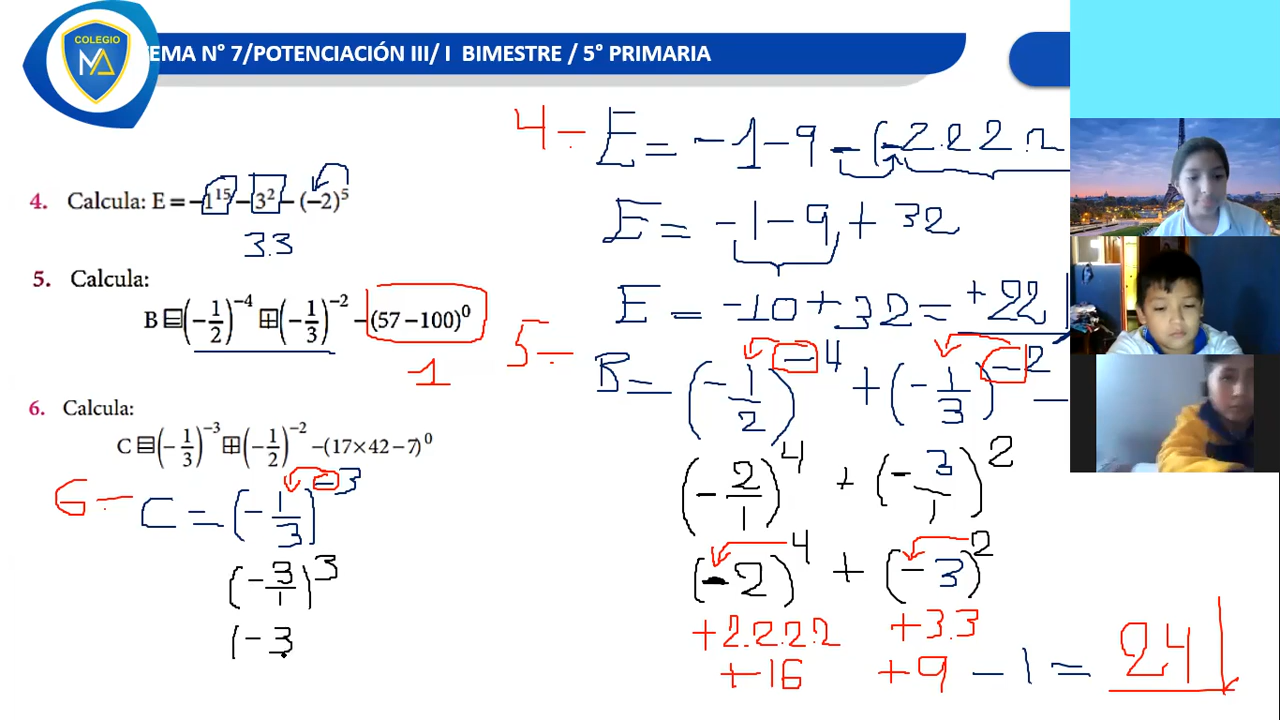 COLEGIO
MA
TEMA N° 7/POTENCIACIÓN III/ I BIMESTRE / 5° PRIMARIA
4. Calcula: E = −1¹⁵ − 3² − (−2)⁵
3.3
5. Calcula:
B = (−1/2)⁻⁴ + (−1/3)⁻² − (57 − 100)⁰
1
6. Calcula:
C = (−1/3)⁻³ + (−1/2)⁻² − (17×42 − 7)⁰
6- C = (-1/3)⁻³
(-3/1)³
(-3
4- E = -1-9-(-2.2.2.2
E = -1-9+32
E = -10+32 = +22
5- B = (-1/2)⁻⁴ + (-1/3)⁻² -
(-2/1)⁴ + (-3/1)²
(-2)⁴ + (-3)²
+2.2.2.2 +3.3
+16 +9 -1 = 24